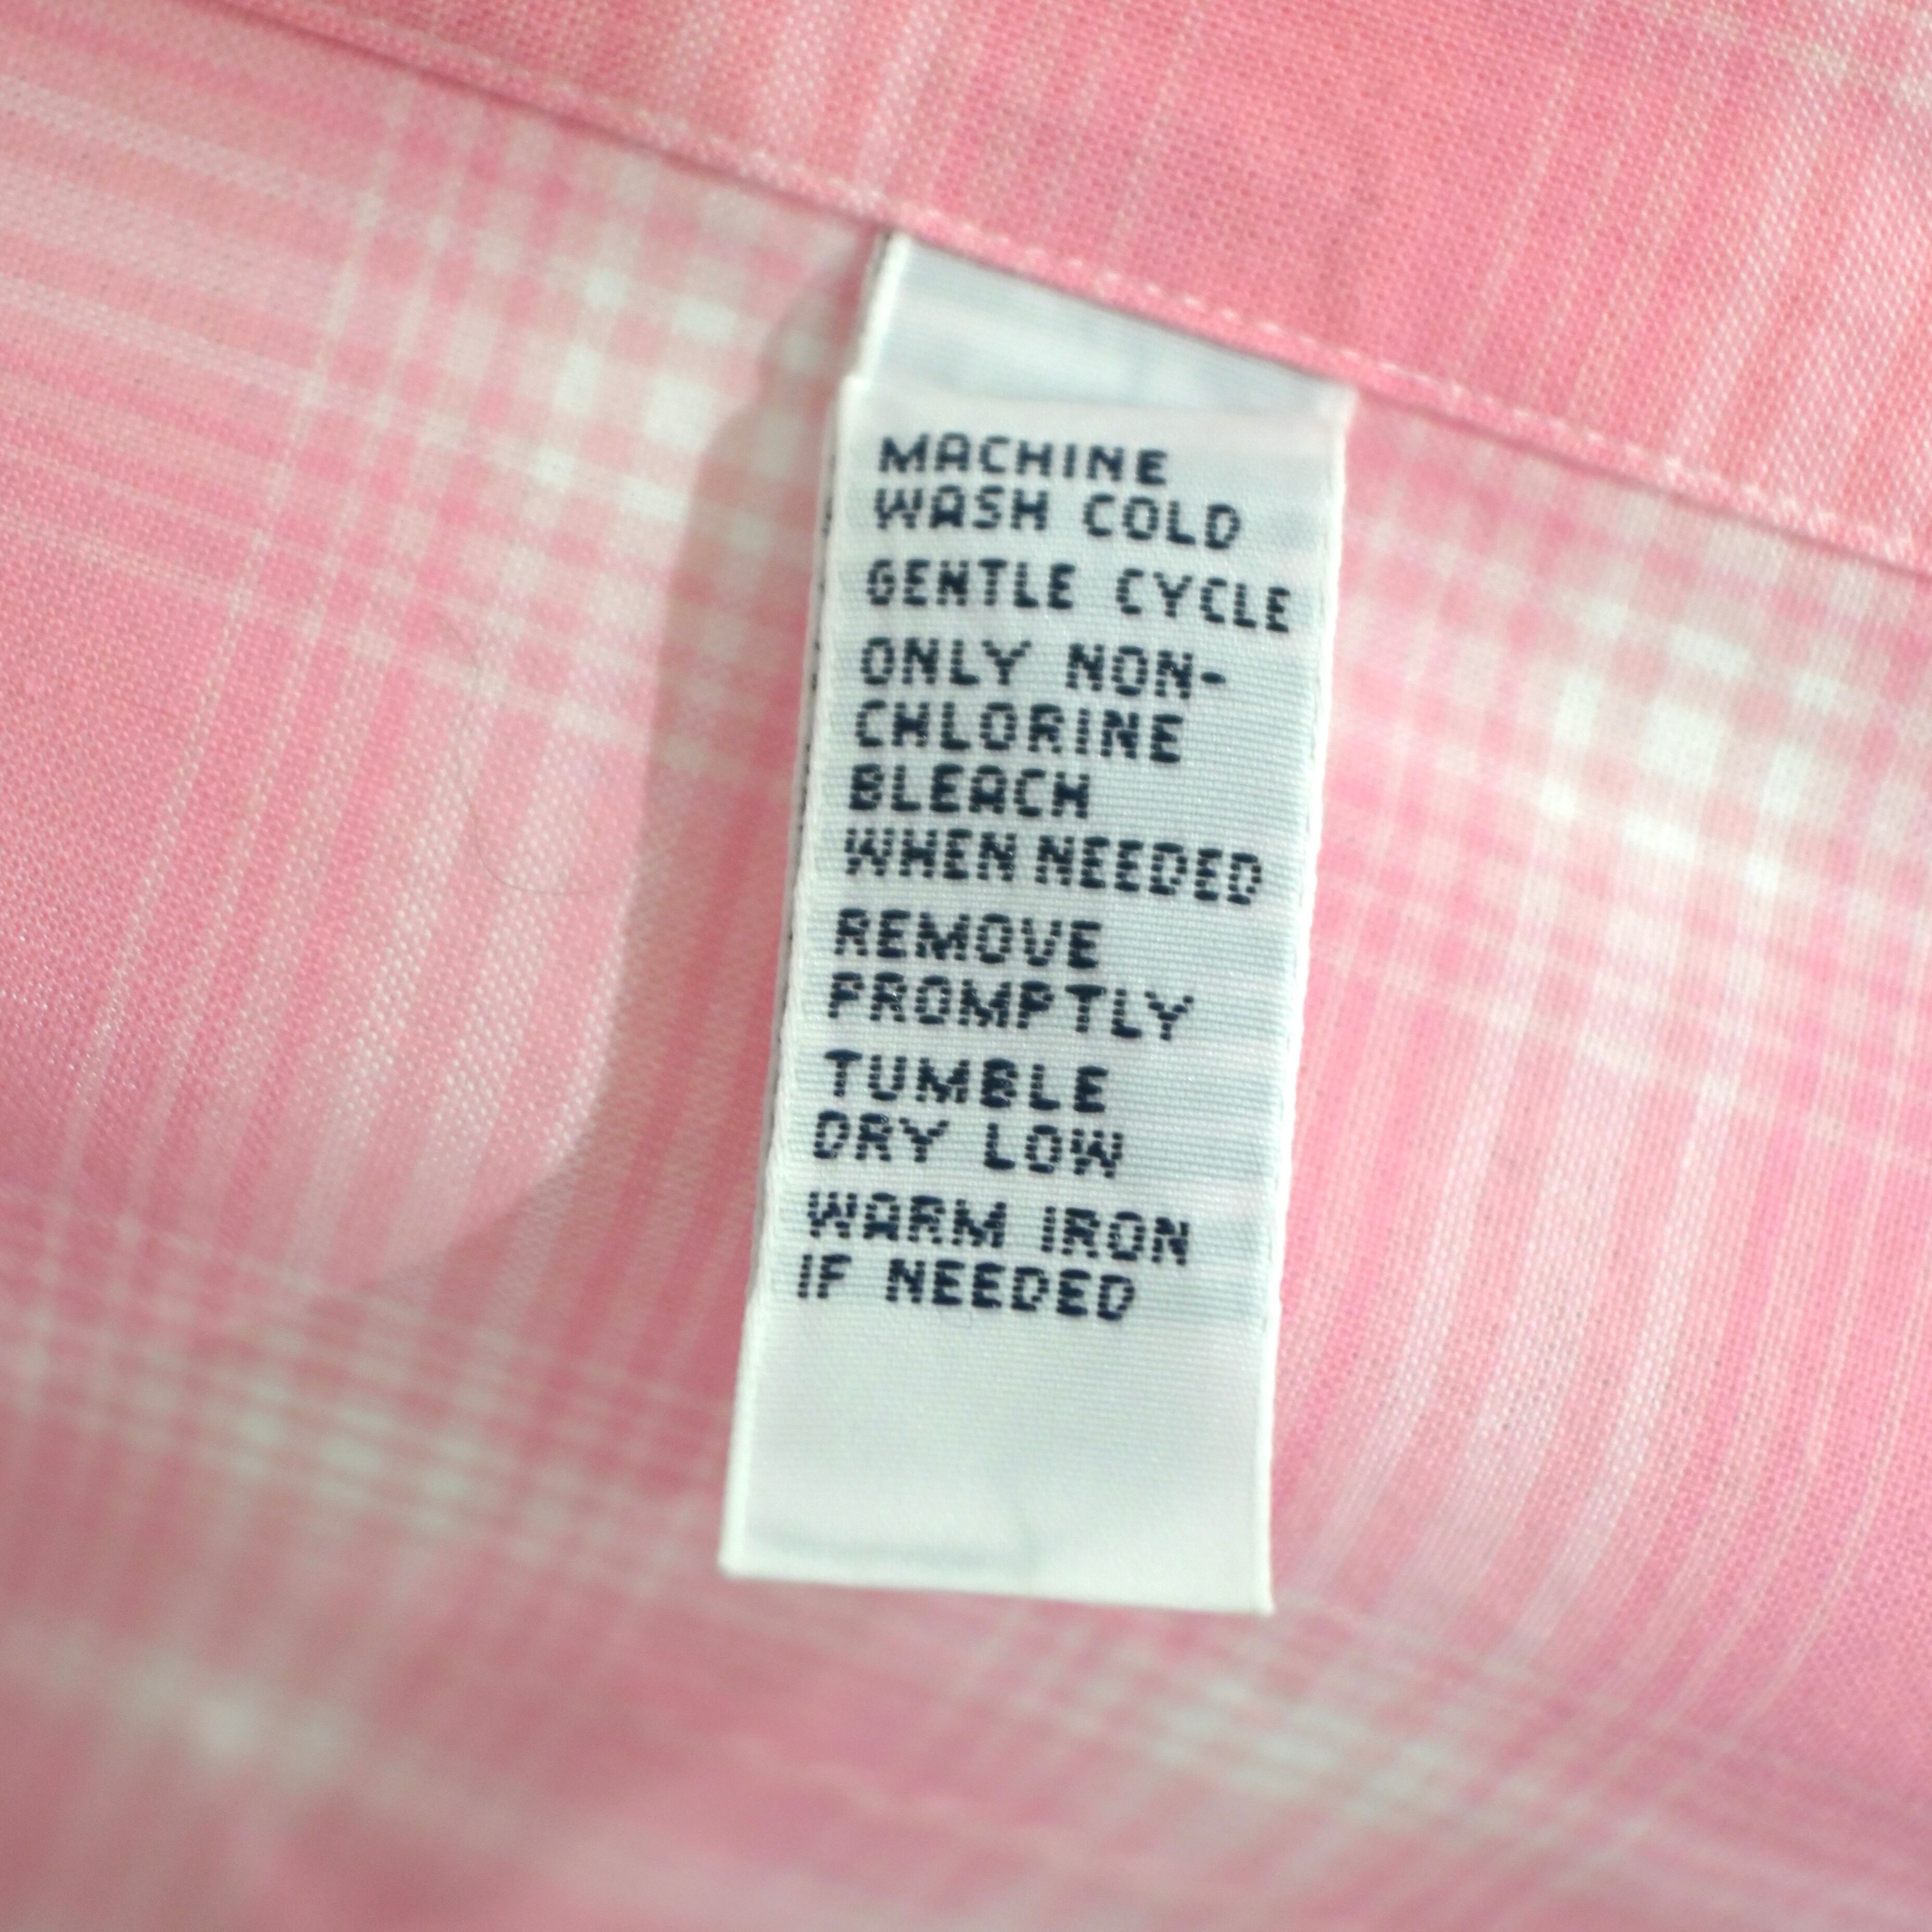 MACHINE
WASH COLD
GENTLE CYCLE
ONLY NON-
CHLORINE
BLEACH
WHEN NEEDED
REMOVE
PROMPTLY
TUMBLE
DRY LOW
WARM IRON
IF NEEDED